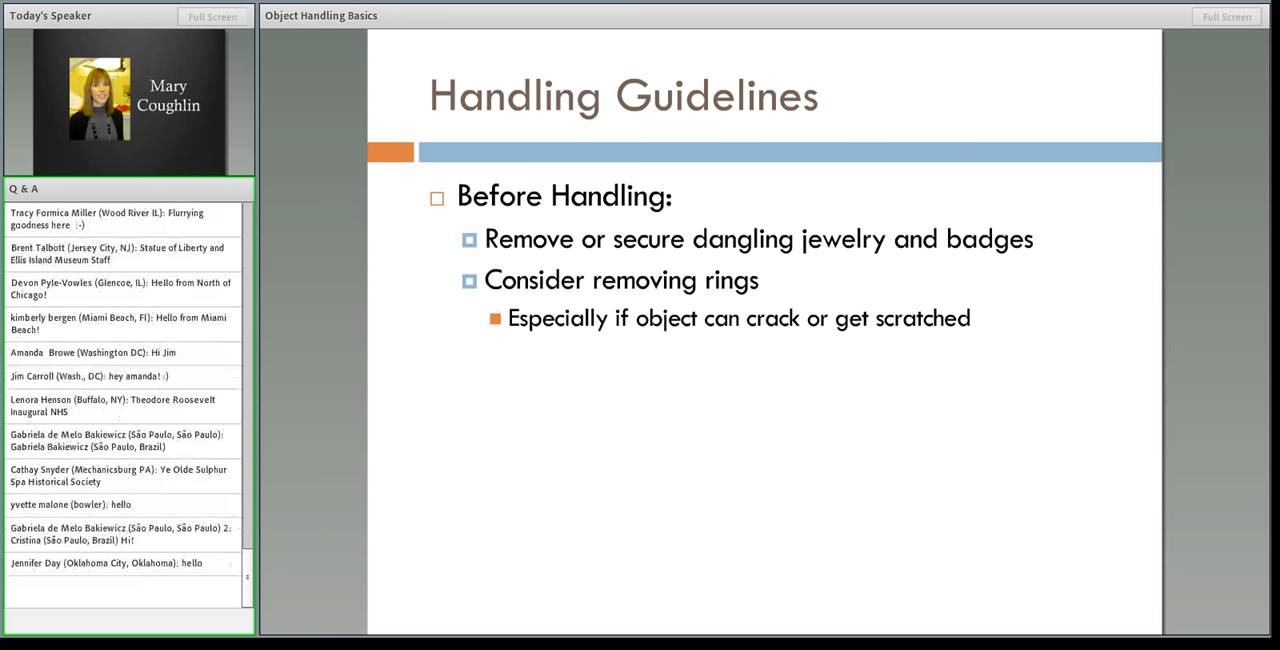 Today's Speaker
Full Screen
Mary
Coughlin
Q & A
Tracy Formica Miller (Wood River IL): Flurrying
goodness here :-)
Brent Talbott (Jersey City, NJ): Statue of Liberty and
Ellis Island Museum Staff
Devon Pyle-Vowles (Glencoe, IL): Hello from North of
Chicago!
kimberly bergen (Miami Beach, Fl): Hello from Miami
Beach!
Amanda Browe (Washington DC): Hi Jim
Jim Carroll (Wash., DC): hey amanda! :)
Lenora Henson (Buffalo, NY): Theodore Roosevelt
Inaugural NHS
Gabriela de Melo Bakiewicz (São Paulo, São Paulo):
Gabriela Bakiewicz (São Paulo, Brazil)
Cathay Snyder (Mechanicsburg PA): Ye Olde Sulphur
Spa Historical Society
yvette malone (bowler): hello
Gabriela de Melo Bakiewicz (São Paulo, São Paulo) 2:
Cristina (São Paulo, Brazil) Hi!
Jennifer Day (Oklahoma City, Oklahoma): hello
Object Handling Basics
Full Screen
Handling Guidelines
Before Handling:
Remove or secure dangling jewelry and badges
Consider removing rings
Especially if object can crack or get scratched